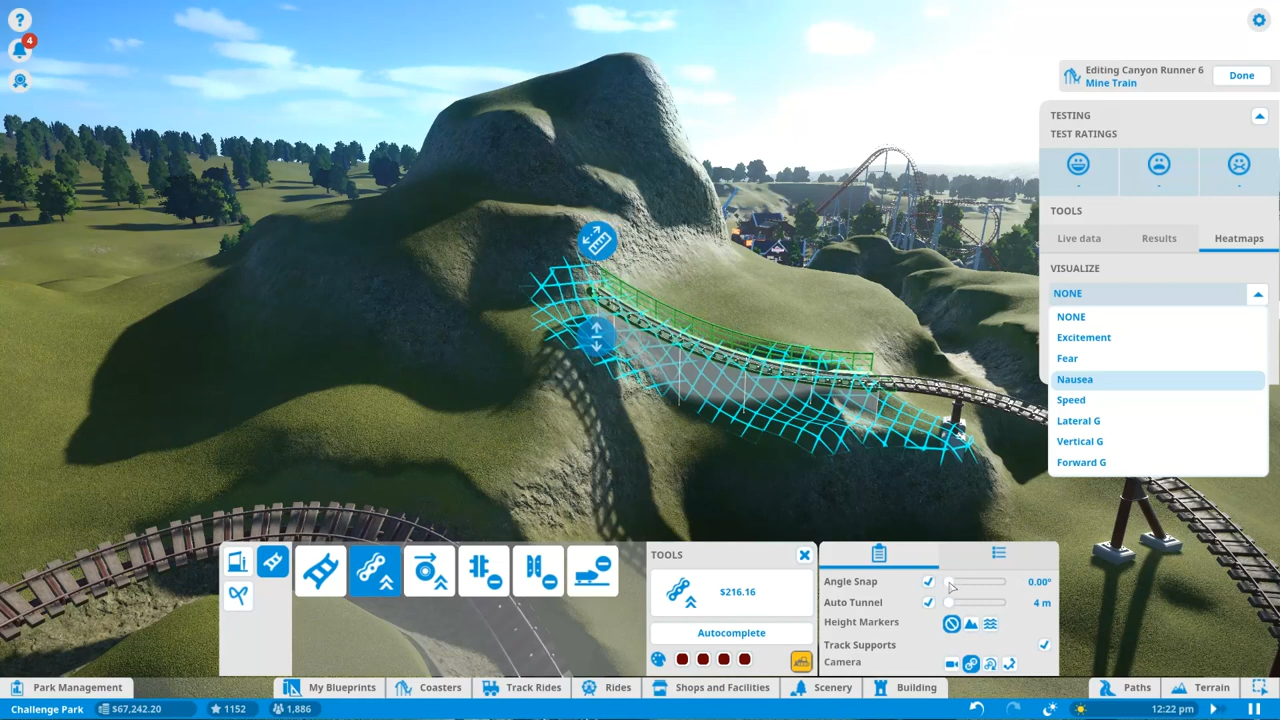 ?
4
Editing Canyon Runner 6
Mine Train
Done
TESTING
TEST RATINGS
- - -
TOOLS
Live data Results Heatmaps
VISUALIZE
NONE
NONE
Excitement
Fear
Nausea
Speed
Lateral G
Vertical G
Forward G
TOOLS
$216.16
Autocomplete
Angle Snap 0.00°
Auto Tunnel 4 m
Height Markers
Track Supports
Camera
Park Management My Blueprints Coasters Track Rides Rides Shops and Facilities Scenery Building Paths Terrain
Challenge Park $67,242.20 1152 1,886 12:22 pm